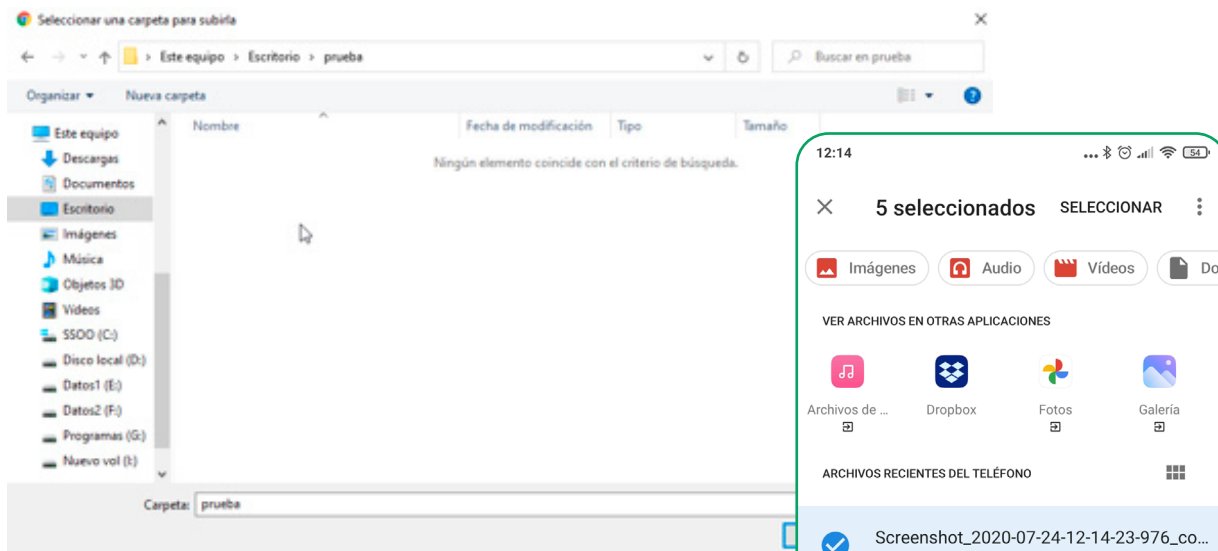 Seleccionar una carpeta para subirla
Este equipo > Escritorio > prueba
Buscar en prueba
Organizar
Nueva carpeta
Nombre
Fecha de modificación
Tipo
Tamaño
Ningún elemento coincide con el criterio de búsqueda.
Este equipo
Descargas
Documentos
Escritorio
Imágenes
Música
Objetos 3D
Vídeos
SSOO (C:)
Disco local (D:)
Datos1 (E:)
Datos2 (F:)
Programas (G:)
Nuevo vol (I:)
Carpeta: prueba
12:14
54
5 seleccionados SELECCIONAR
Imágenes
Audio
Vídeos
Do
VER ARCHIVOS EN OTRAS APLICACIONES
Archivos de ...
Dropbox
Fotos
Galería
ARCHIVOS RECIENTES DEL TELÉFONO
Screenshot_2020-07-24-12-14-23-976_co...